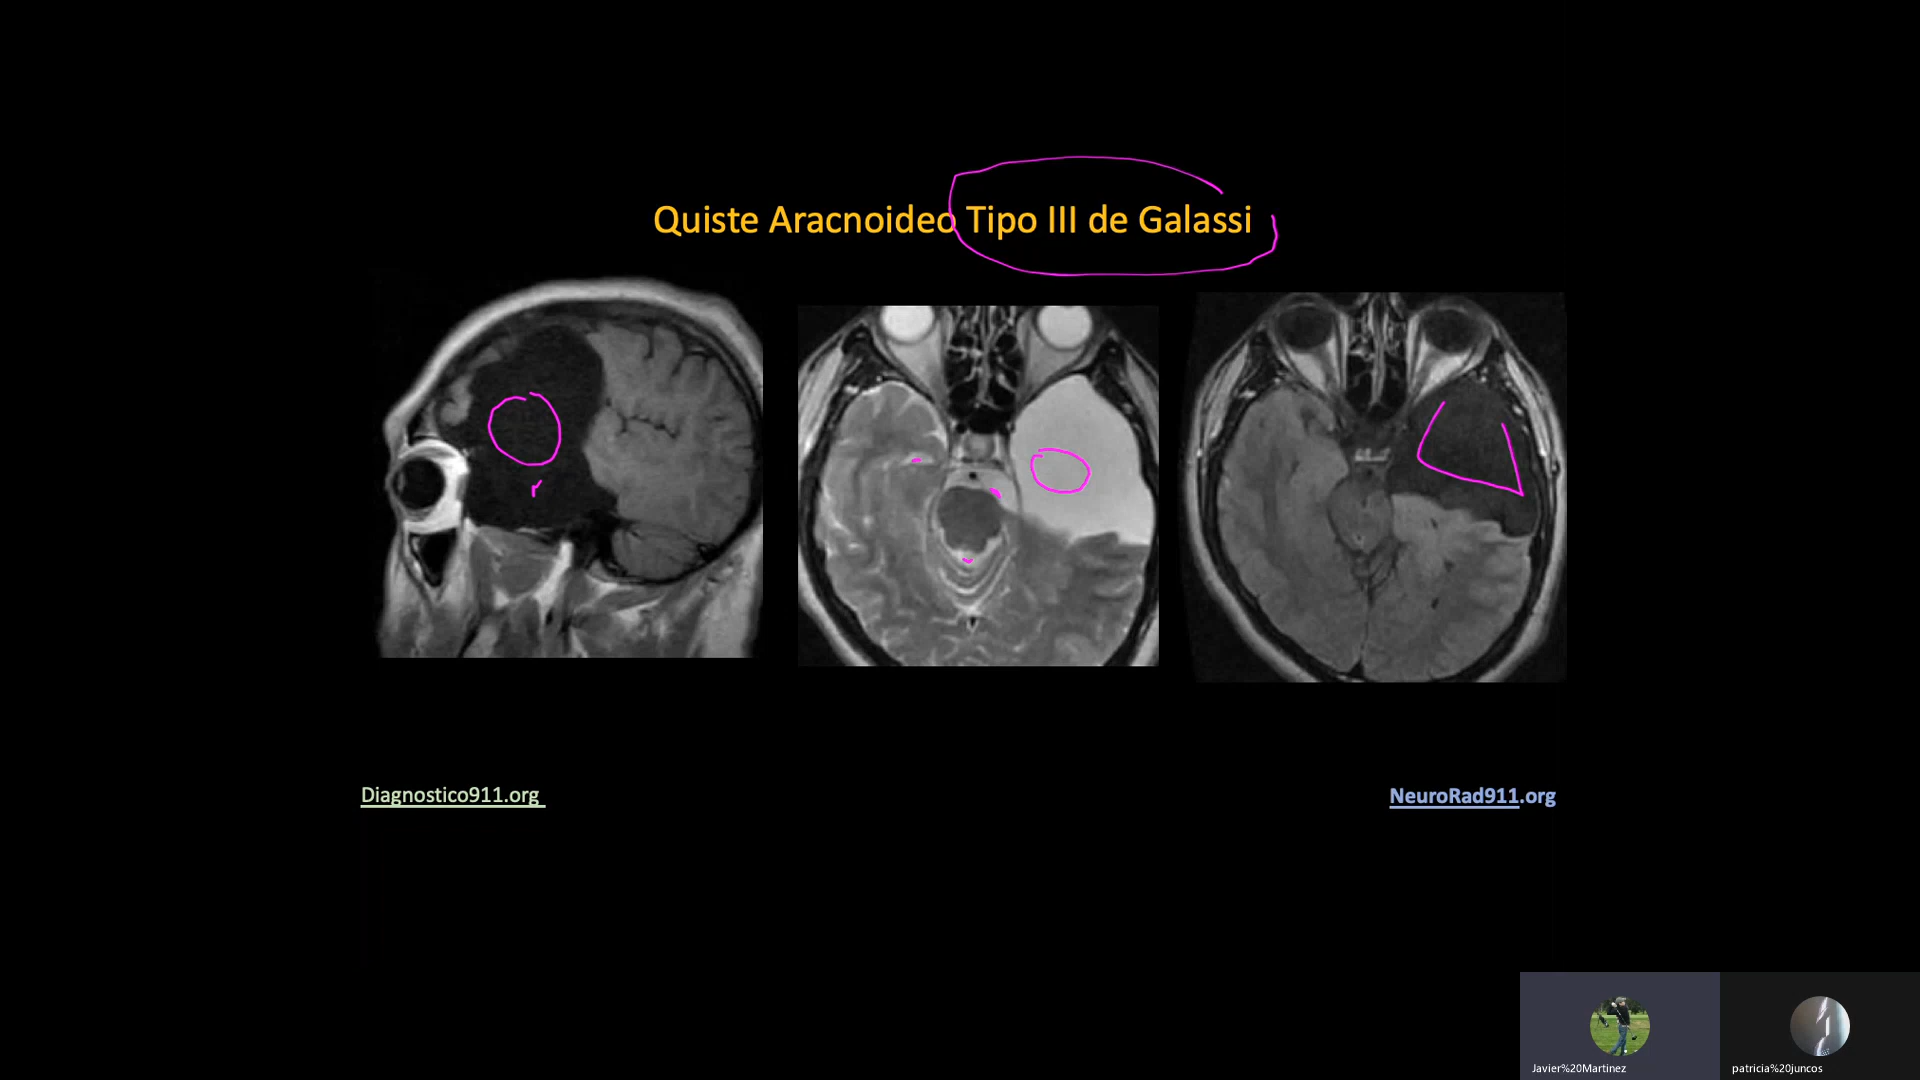 Quiste Aracnoideo Tipo III de Galassi
Diagnostico911.org
NeuroRad911.org
Javier%20Martinez
patricia%20juncos